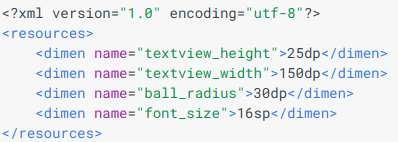 <?xml version="1.0" encoding="utf-8"?>
<resources>
    <dimen name="textview_height">25dp</dimen>
    <dimen name="textview_width">150dp</dimen>
    <dimen name="ball_radius">30dp</dimen>
    <dimen name="font_size">16sp</dimen>
</resources>